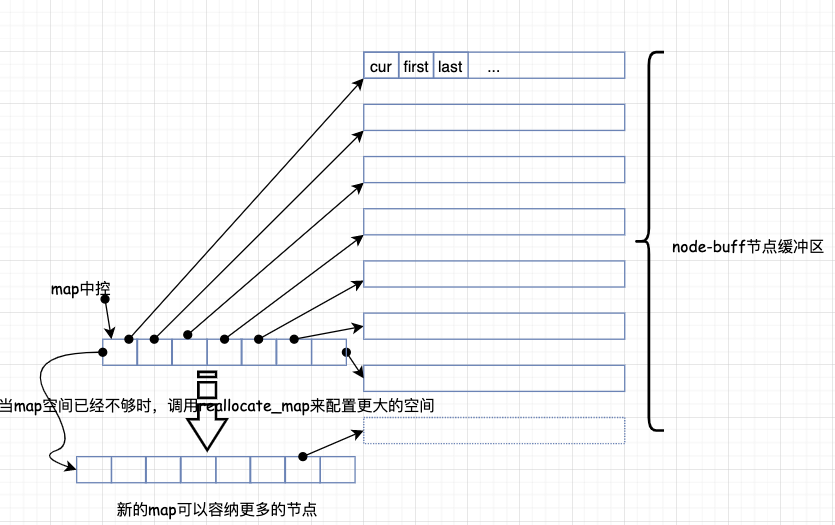 cur first last ...
node-buff节点缓冲区
map中控
当map空间已经不够时，调用reallocate_map来配置更大的空间
新的map可以容纳更多的节点